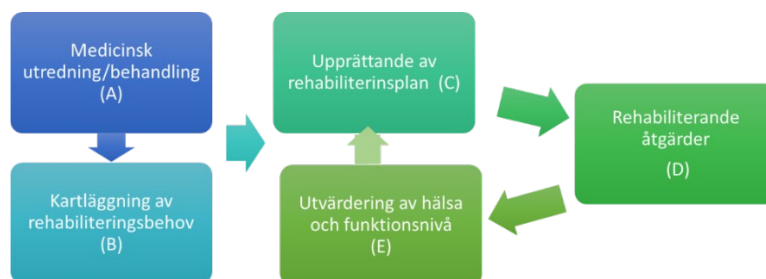 Medicinsk
utredning/behandling
(A)
Kartläggning av
rehabiliteringsbehov
(B)
Upprättande av
rehabiliterinsplan (C)
Rehabiliterande
åtgärder
(D)
Utvärdering av hälsa
och funktionsnivå
(E)